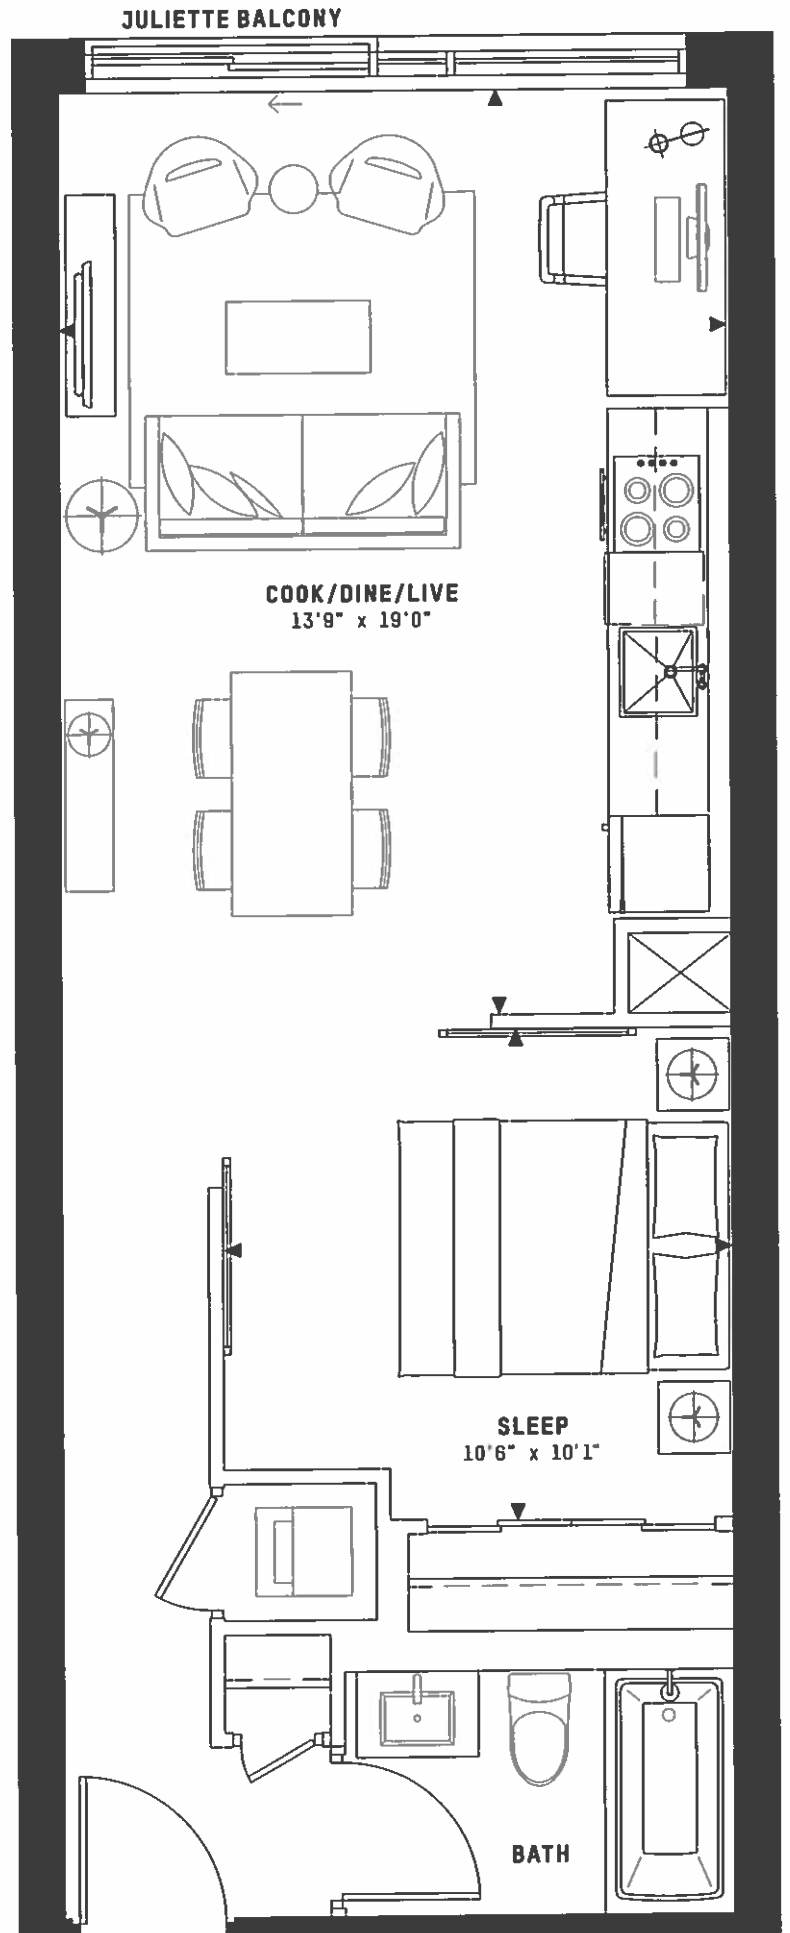 JULIETTE BALCONY
COOK/DINE/LIVE
13'9" x 19'0"
SLEEP
10'6" x 10'1"
BATH